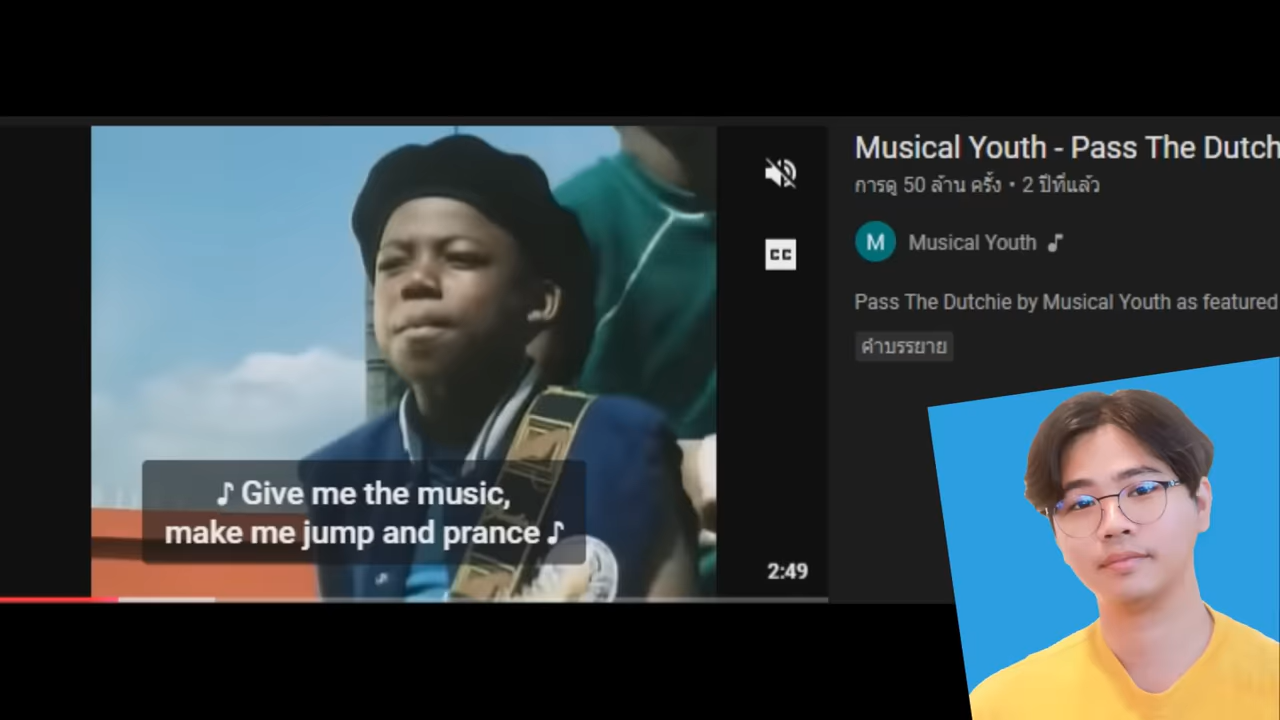 Musical Youth - Pass The Dutch
การดู 50 ล้าน ครั้ง • 2 ปีที่แล้ว
M
Musical Youth ♪
Pass The Dutchie by Musical Youth as featured
คำบรรยาย
CC
♪ Give me the music,
make me jump and prance ♪
2:49